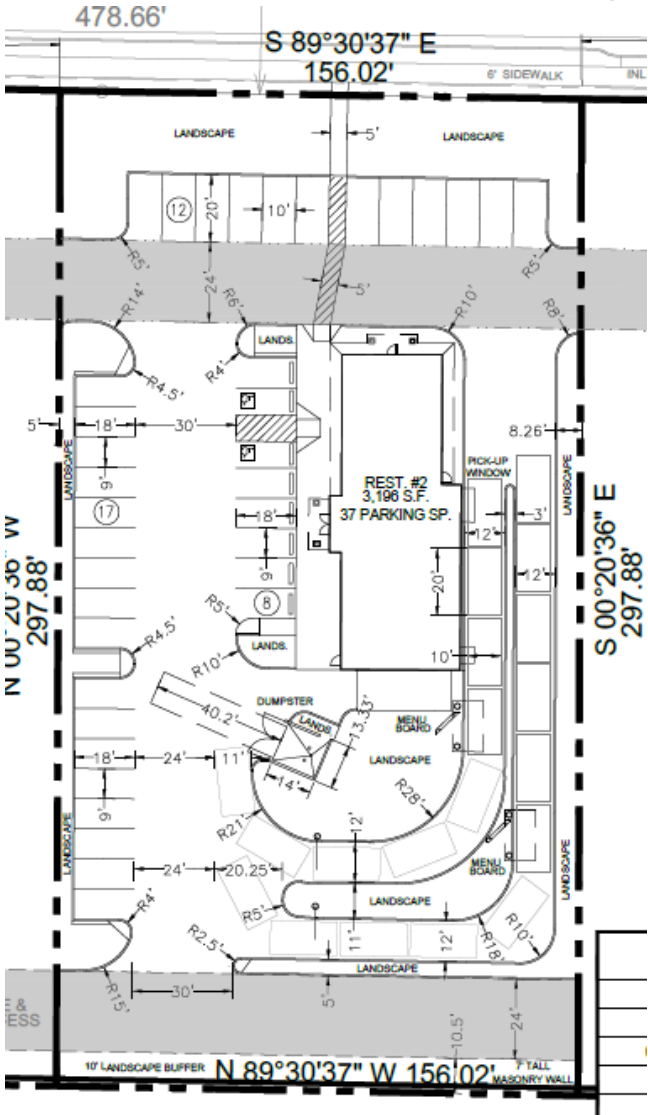 478.66'
S 89°30'37" E
156.02'
6' SIDEWALK
INL
LANDSCAPE
5'
LANDSCAPE
12
20'
10'
R5'
24'
5'
R5'
R14'
R6'
R10'
R8'
LANDS.
R4'
R4.5'
5'
18'
30'
8.26'
LANDSCAPE
9'
PICK-UP
WINDOW
LANDSCAPE
REST. #2
3,196 S.F.
37 PARKING SP.
17
18'
12'
3'
9'
20'
12'
N 00°20'36" W
297.88'
S 00°20'36" E
297.88'
8
R5'
R4.5'
LANDS.
R10'
10'
DUMPSTER
40.2'
LANDS.
13.33'
MENU
BOARD
18'
24'
11'
14'
LANDSCAPE
9'
R28'
R21'
12'
LANDSCAPE
24'
20.25'
MENU
BOARD
LANDSCAPE
R5'
LANDSCAPE
R4'
11'
12'
R18'
R10'
R2.5'
LANDSCAPE
R15'
30'
5'
24'
10.5'
&
ESS
10' LANDSCAPE BUFFER
N 89°30'37" W 156.02'
7' TALL
MASONRY WALL